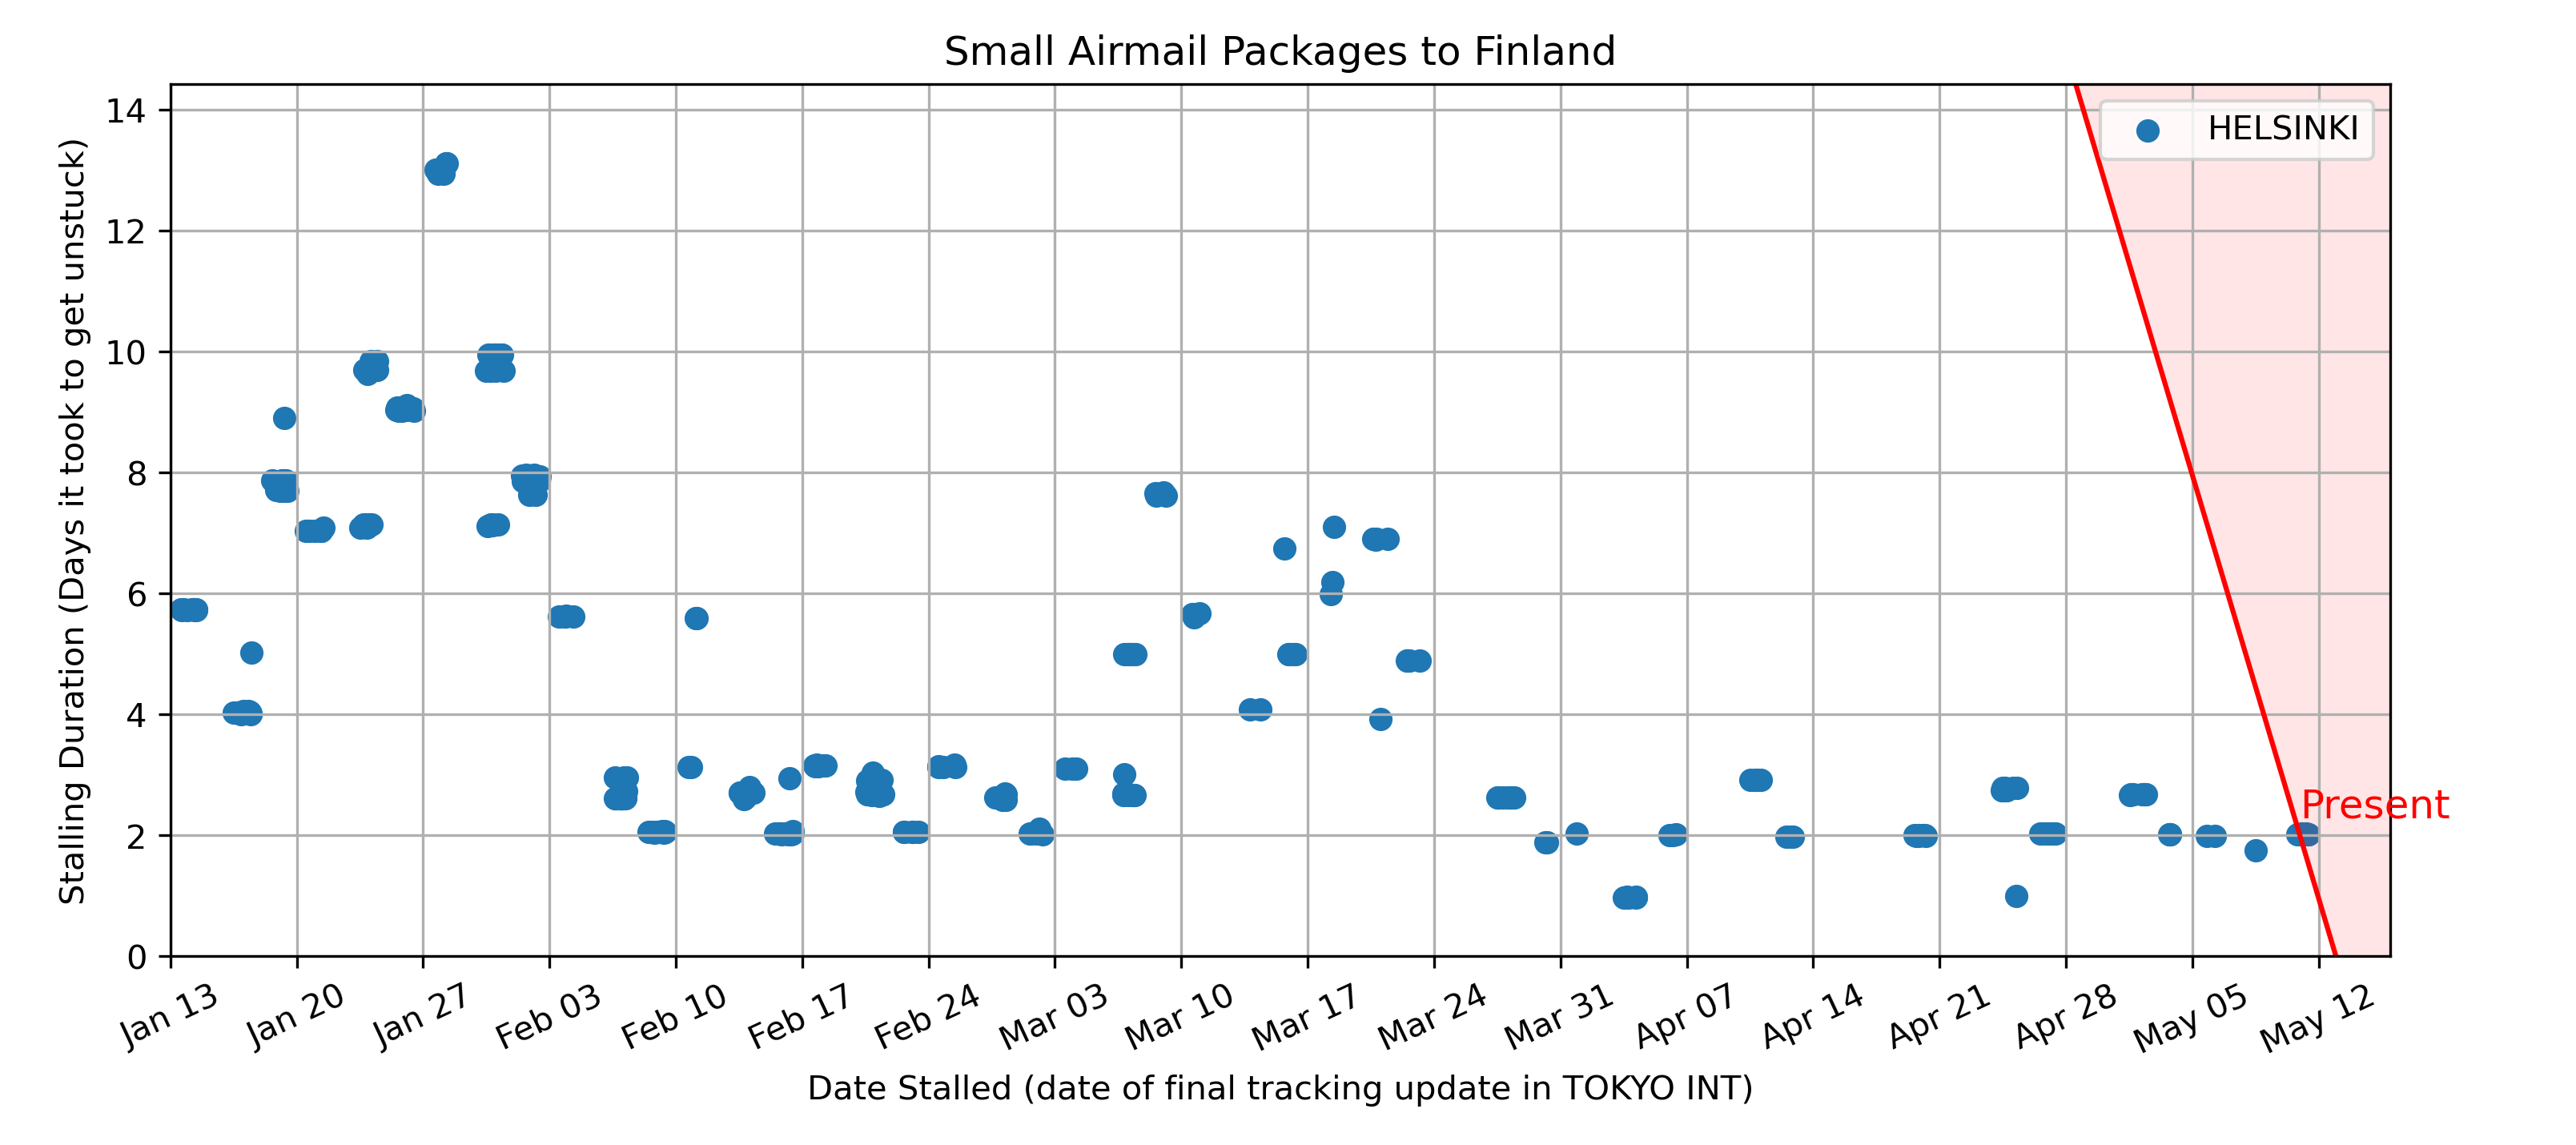 Small Airmail Packages to Finland
HELSINKI
Present
Stalling Duration (Days it took to get unstuck)
14
12
10
8
6
4
2
0
Jan 13
Jan 20
Jan 27
Feb 03
Feb 10
Feb 17
Feb 24
Mar 03
Mar 10
Mar 17
Mar 24
Mar 31
Apr 07
Apr 14
Apr 21
Apr 28
May 05
May 12
Date Stalled (date of final tracking update in TOKYO INT)